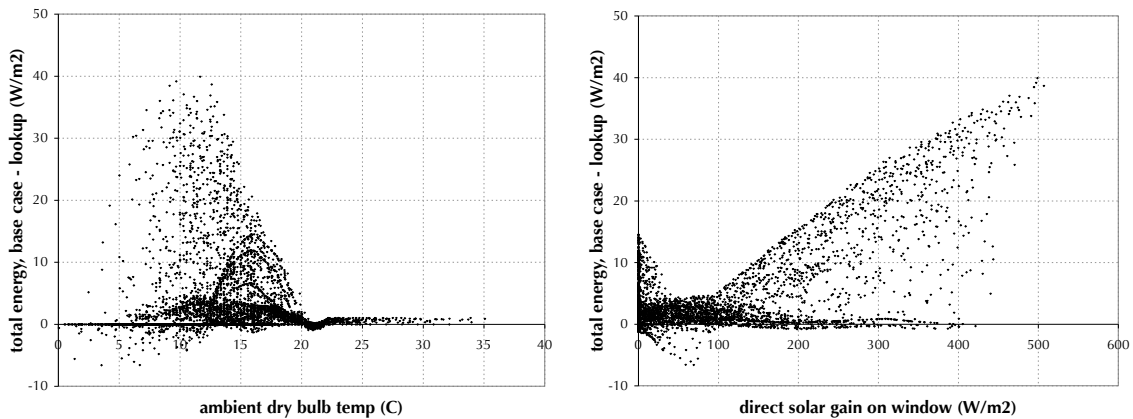 total energy, base case - lookup (W/m2)
50
40
30
20
10
0
-10
0 5 10 15 20 25 30 35 40
ambient dry bulb temp (C)
total energy, base case - lookup (W/m2)
50
40
30
20
10
0
-10
0 100 200 300 400 500 600
direct solar gain on window (W/m2)